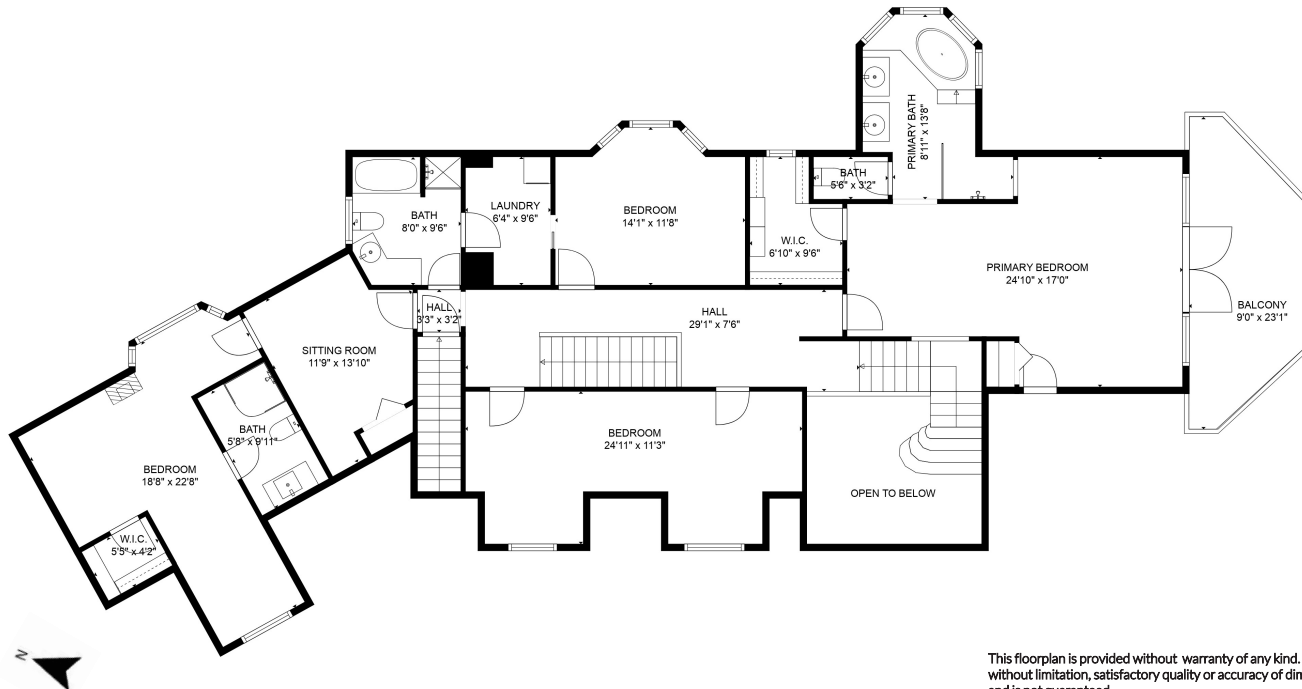 PRIMARY BATH
8'11" x 13'8"
BATH
5'6" x 3'2"
LAUNDRY
6'4" x 9'6"
BEDROOM
14'1" x 11'8"
BATH
8'0" x 9'6"
W.I.C.
6'10" x 9'6"
PRIMARY BEDROOM
24'10" x 17'0"
BALCONY
9'0" x 23'1"
HALL
3'3" x 3'2"
HALL
29'1" x 7'6"
SITTING ROOM
11'9" x 13'10"
BATH
5'8" x 9'11"
BEDROOM
24'11" x 11'3"
BEDROOM
18'8" x 22'8"
OPEN TO BELOW
W.I.C.
5'5" x 4'2"
N
This floorplan is provided without warranty of any kind.
without limitation, satisfactory quality or accuracy of